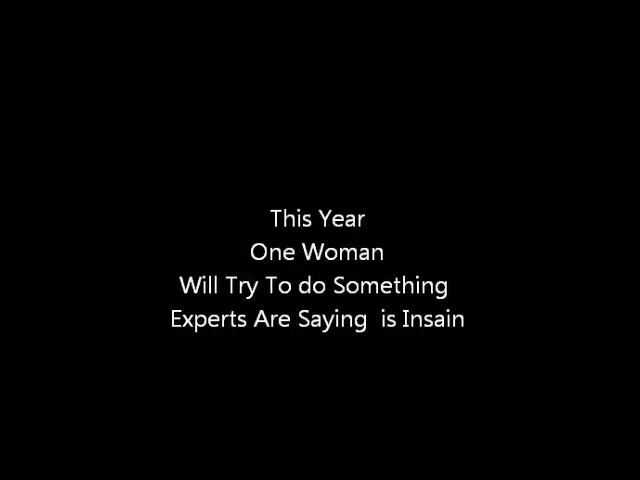 This Year
One Woman
Will Try To do Something
Experts Are Saying  is Insain